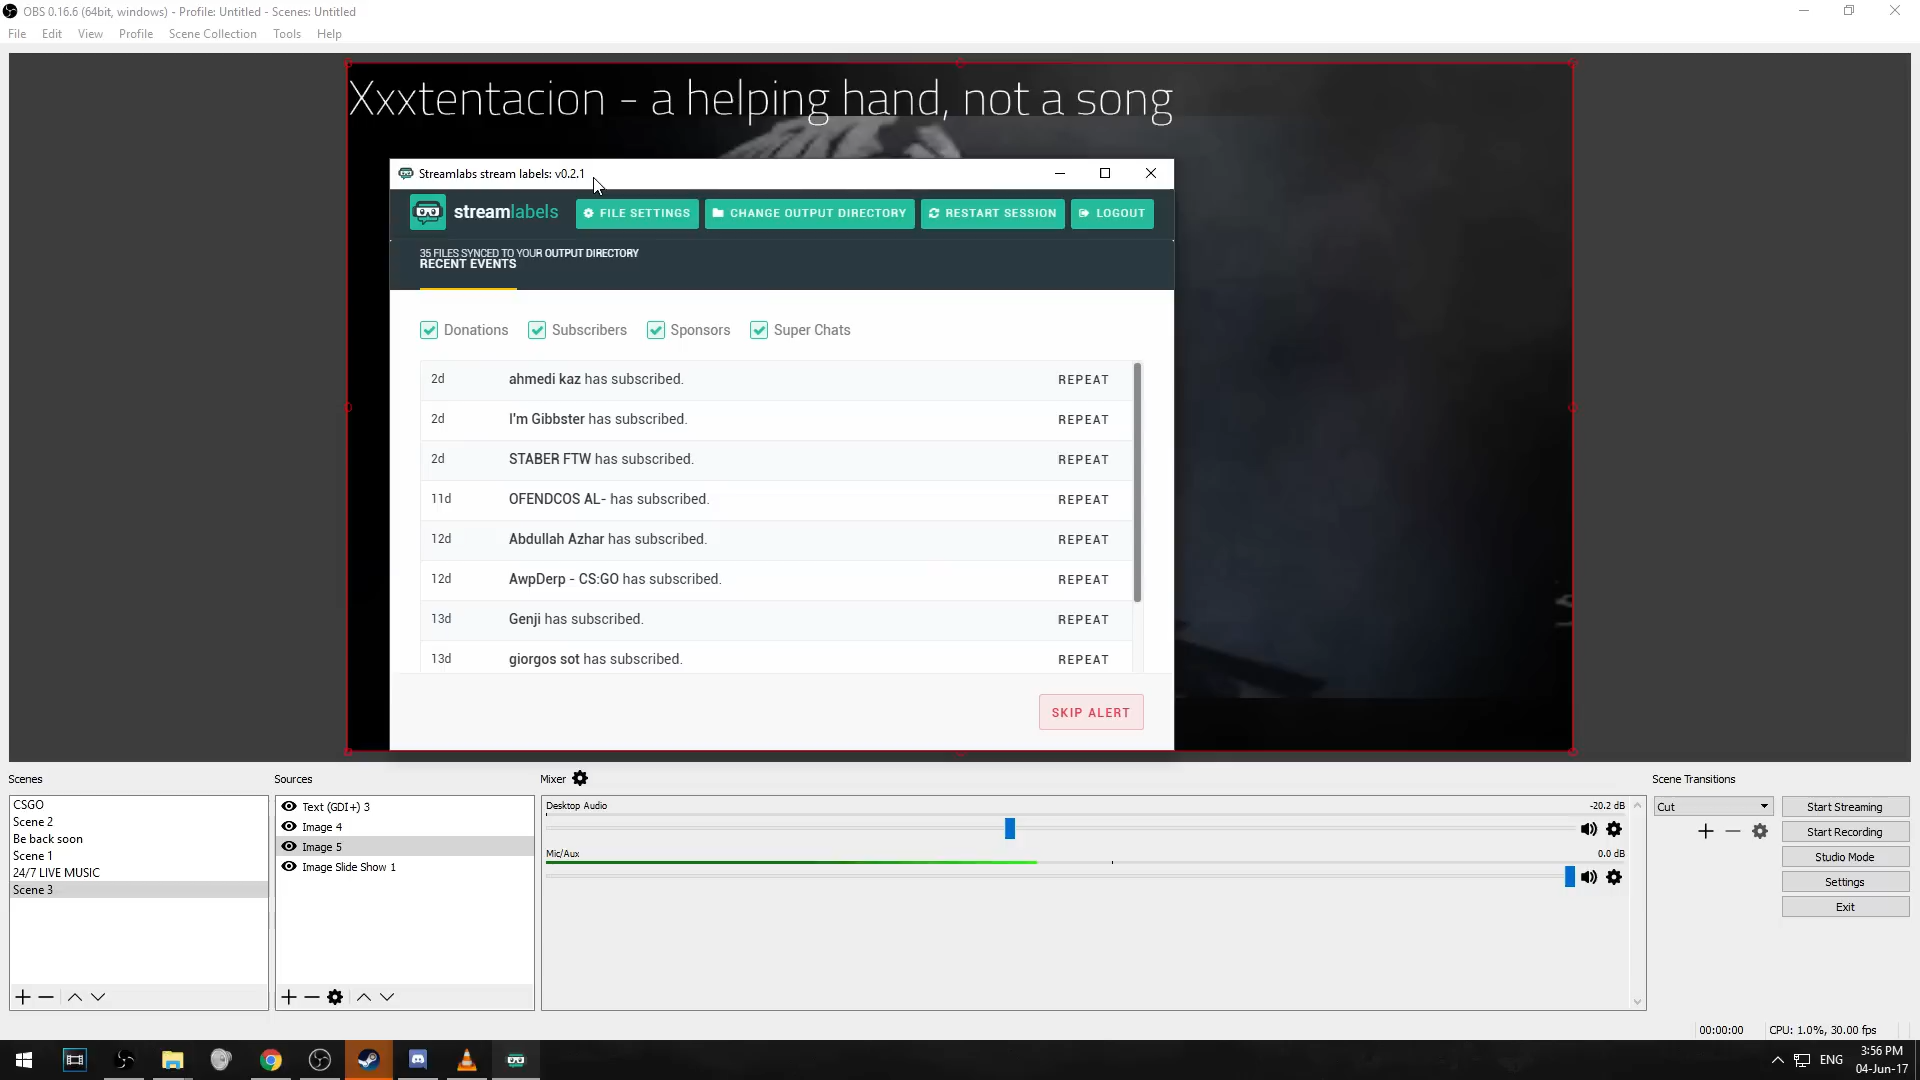 OBS 0.16.6 (64bit, windows) - Profile: Untitled - Scenes: Untitled
File Edit View Profile Scene Collection Tools Help
Xxxtentacion - a helping hand, not a song
Streamlabs stream labels: v0.2.1
streamlabels FILE SETTINGS CHANGE OUTPUT DIRECTORY RESTART SESSION LOGOUT
35 FILES SYNCED TO YOUR OUTPUT DIRECTORY
RECENT EVENTS
Donations Subscribers Sponsors Super Chats
2d ahmedi kaz has subscribed. REPEAT
2d I'm Gibbster has subscribed. REPEAT
2d STABER FTW has subscribed. REPEAT
11d OFENDCOS AL- has subscribed. REPEAT
12d Abdullah Azhar has subscribed. REPEAT
12d AwpDerp - CS:GO has subscribed. REPEAT
13d Genji has subscribed. REPEAT
13d giorgos sot has subscribed. REPEAT
SKIP ALERT
Scenes
CSGO
Scene 2
Be back soon
Scene 1
24/7 LIVE MUSIC
Scene 3
Sources
Text (GDI+) 3
Image 4
Image 5
Image Slide Show 1
Mixer
Desktop Audio -20.2 dB
Mic/Aux 0.0 dB
Scene Transitions
Cut
Start Streaming
Start Recording
Studio Mode
Settings
Exit
00:00:00 CPU: 1.0%, 30.00 fps
ENG
3:56 PM
04-Jun-17